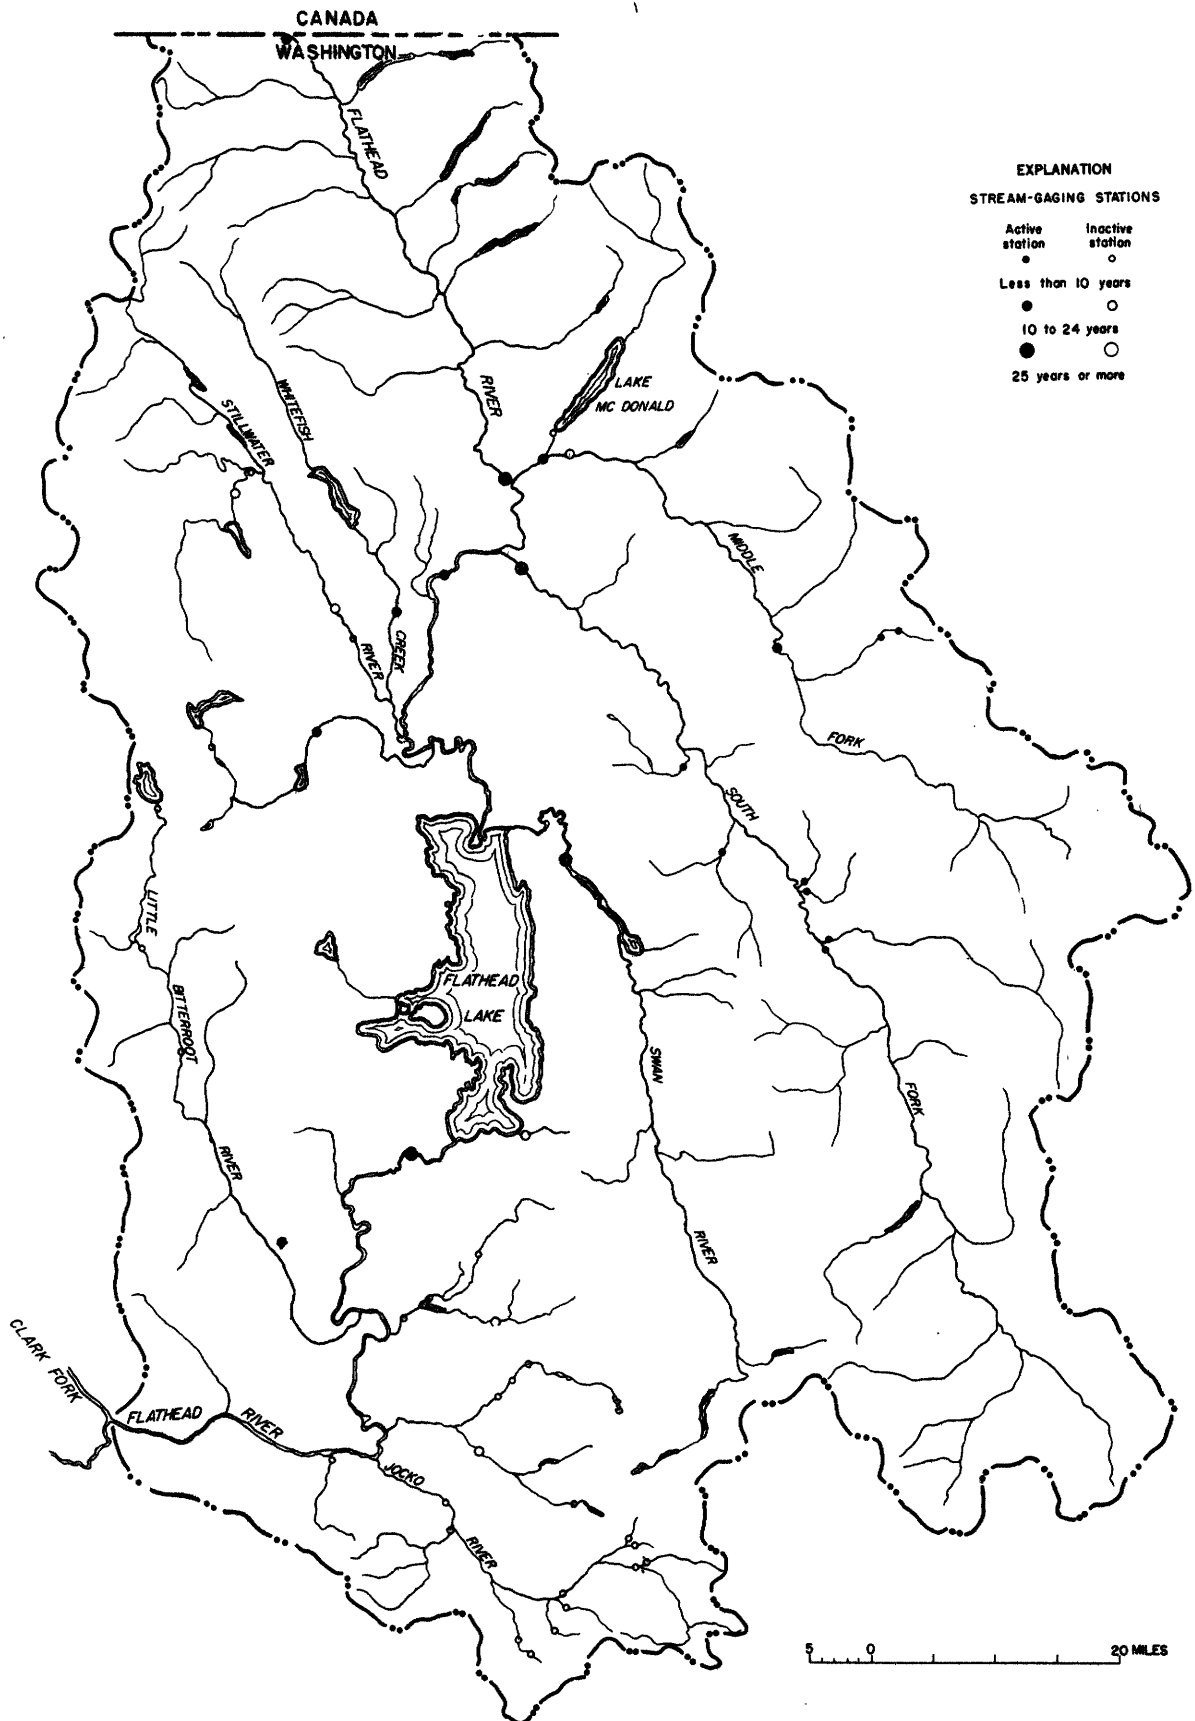 CANADA
WASHINGTON
FLATHEAD
EXPLANATION
STREAM-GAGING STATIONS
Active
station
Inactive
station
Less than 10 years
10 to 24 years
25 years or more
WHITEFISH
RIVER
LAKE
MC DONALD
STILLWATER
MIDDLE
CREEK
RIVER
FORK
SOUTH
LITTLE
FLATHEAD
LAKE
BITTERROOT
SWAN
FORK
RIVER
RIVER
CLARK FORK
FLATHEAD
RIVER
JOCKO
RIVER
5 0 20 MILES